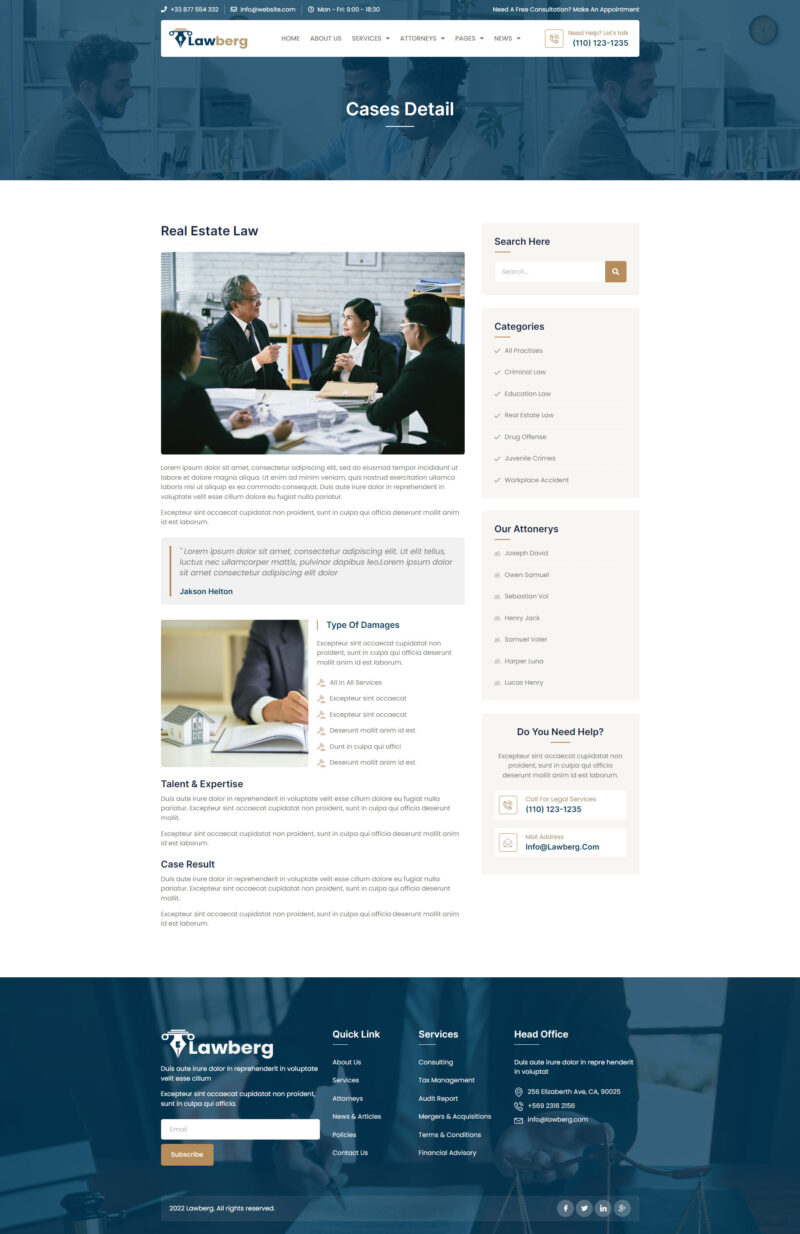 +33 877 554 332 info@website.com Mon - Fri: 9:00 - 18:30 Need A Free Consultation? Make An Appointment
Lawberg HOME ABOUT US SERVICES ATTORNEYS PAGES NEWS
Need Help? Let's talk
(110) 123-1235
Cases Detail
Real Estate Law
Lorem ipsum dolor sit amet, consectetur adipiscing elit, sed do eiusmod tempor incididunt ut
labore et dolore magna aliqua. Ut enim ad minim veniam, quis nostrud exercitation ullamco
laboris nisi ut aliquip ex ea commodo consequat. Duis aute irure dolor in reprehenderit in
voluptate velit esse cillum dolore eu fugiat nulla pariatur.
Excepteur sint occaecat cupidatat non proident, sunt in culpa qui officia deserunt mollit anim
id est laborum.
" Lorem ipsum dolor sit amet, consectetur adipiscing elit. Ut elit tellus,
luctus nec ullamcorper mattis, pulvinar dapibus leo.Lorem ipsum dolor
sit amet consectetur adipiscing elit dolor
Jakson Helton
Type Of Damages
Excepteur sint occaecat cupidatat non
proident, sunt in culpa qui officia deserunt
mollit anim id est laborum.
All In All Services
Excepteur sint occaecat
Excepteur sint occaecat
Deserunt mollit anim id est
Dunt in culpa qui offici
Deserunt mollit anim id est
Talent & Expertise
Duis aute irure dolor in reprehenderit in voluptate velit esse cillum dolore eu fugiat nulla
pariatur. Excepteur sint occaecat cupidatat non proident, sunt in culpa qui officia deserunt
mollit.
Excepteur sint occaecat cupidatat non proident, sunt in culpa qui officia deserunt mollit anim
id est laborum.
Case Result
Duis aute irure dolor in reprehenderit in voluptate velit esse cillum dolore eu fugiat nulla
pariatur. Excepteur sint occaecat cupidatat non proident, sunt in culpa qui officia deserunt
mollit.
Excepteur sint occaecat cupidatat non proident, sunt in culpa qui officia deserunt mollit anim
id est laborum.
Search Here
Search...
Categories
All Practises
Criminal Law
Education Law
Real Estate Law
Drug Offense
Juvenile Crimes
Workplace Accident
Our Attonerys
Joseph David
Owen Samuel
Sebastian Vol
Henry Jack
Samuel Voler
Harper Luna
Lucas Henry
Do You Need Help?
Excepteur sint occaecat cupidatat non
proident, sunt in culpa qui officia
deserunt mollit anim id est laborum.
Call For Legal Services
(110) 123-1235
Mail Address
Info@Lawberg.Com
Lawberg
Duis aute irure dolor in reprehenderit in voluptate
velit esse cillum
Excepteur sint occaecat cupidatat non proident,
sunt in culpa qui officia.
Email
Subscribe
Quick Link
About Us
Services
Attorneys
News & Articles
Policies
Contact Us
Services
Consulting
Tax Management
Audit Report
Mergers & Acquisitions
Terms & Conditions
Financial Advisory
Head Office
Duis aute irure dolor in repre henderit
in voluptat
256 Elizaberth Ave, CA, 90025
+569 2316 2156
info@lawberg.com
2022 Lawberg. All rights reserved.